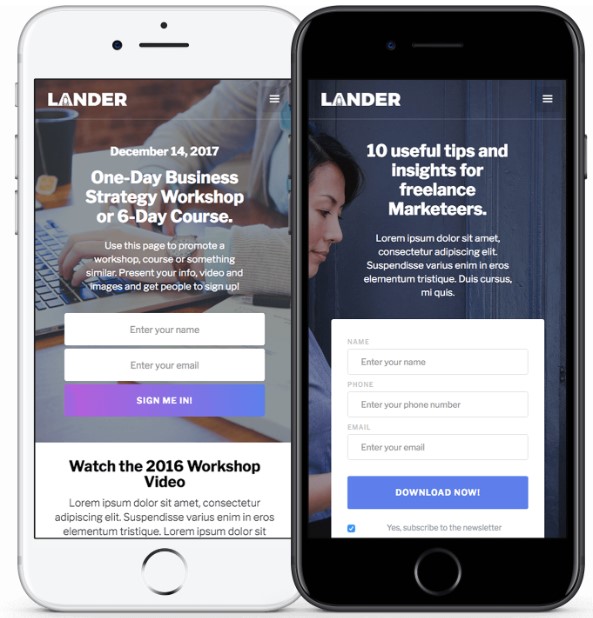 LANDER
December 14, 2017
One-Day Business
Strategy Workshop
or 6-Day Course.
Use this page to promote a
workshop, course or something
similar. Present your info, video and
images and get people to sign up!
Enter your name
Enter your email
SIGN ME IN!
Watch the 2016 Workshop
Video
Lorem ipsum dolor sit amet, consectetur
adipiscing elit. Suspendisse varius enim in eros
elementum tristique. Lorem ipsum dolor sit
LANDER
10 useful tips and
insights for
freelance
Marketeers.
Lorem ipsum dolor sit amet,
consectetur adipiscing elit.
Suspendisse varius enim in eros
elementum tristique. Duis cursus,
mi quis.
NAME
Enter your name
PHONE
Enter your phone number
EMAIL
Enter your email
DOWNLOAD NOW!
Yes, subscribe to the newsletter